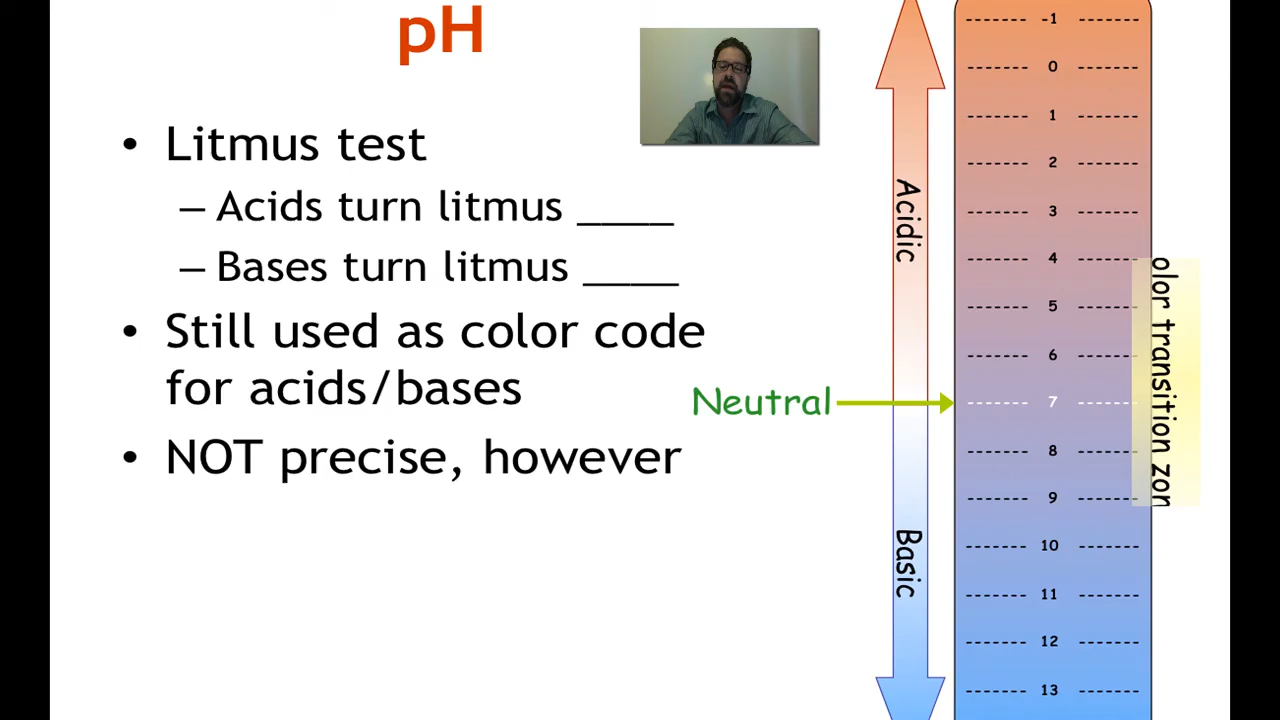 pH
• Litmus test
– Acids turn litmus ____
– Bases turn litmus ____
• Still used as color code
for acids/bases
• NOT precise, however
Neutral
Acidic
Basic
------- -1 -------
------- 0 -------
------- 1 -------
------- 2 -------
------- 3 -------
------- 4 -------
------- 5 -------
------- 6 -------
------- 7 -------
------- 8 -------
------- 9 -------
------- 10 -------
------- 11 -------
------- 12 -------
------- 13 -------
olor transition zon